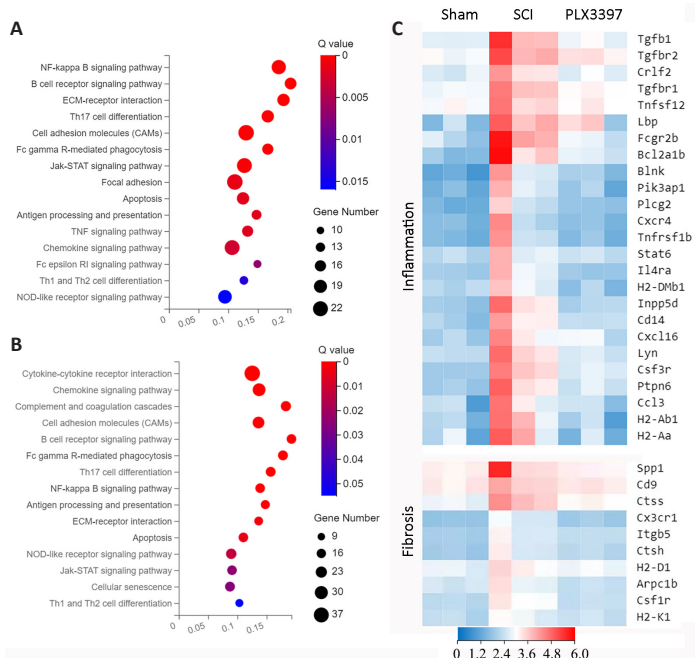 A
Q value
0
0.005
0.01
0.015
Gene Number
10
13
16
19
22
NF-kappa B signaling pathway
B cell receptor signaling pathway
ECM-receptor interaction
Th17 cell differentiation
Cell adhesion molecules (CAMs)
Fc gamma R-mediated phagocytosis
Jak-STAT signaling pathway
Focal adhesion
Apoptosis
Antigen processing and presentation
TNF signaling pathway
Chemokine signaling pathway
Fc epsilon RI signaling pathway
Th1 and Th2 cell differentiation
NOD-like receptor signaling pathway
0 0.05 0.1 0.15 0.2
B
Q value
0
0.01
0.02
0.03
0.04
0.05
Gene Number
9
16
23
30
37
Cytokine-cytokine receptor interaction
Chemokine signaling pathway
Complement and coagulation cascades
Cell adhesion molecules (CAMs)
B cell receptor signaling pathway
Fc gamma R-mediated phagocytosis
Th17 cell differentiation
NF-kappa B signaling pathway
Antigen processing and presentation
ECM-receptor interaction
Apoptosis
NOD-like receptor signaling pathway
Jak-STAT signaling pathway
Cellular senescence
Th1 and Th2 cell differentiation
0 0.05 0.1 0.15
C
Sham SCI PLX3397
Inflammation
Tgfb1
Tgfbr2
Crlf2
Tgfbr1
Tnfsf12
Lbp
Fcgr2b
Bcl2a1b
Blnk
Pik3ap1
Plcg2
Cxcr4
Tnfrsf1b
Stat6
Il4ra
H2-DMb1
Inpp5d
Cd14
Cxcl16
Lyn
Csf3r
Ptpn6
Ccl3
H2-Ab1
H2-Aa
Fibrosis
Spp1
Cd9
Ctss
Cx3cr1
Itgb5
Ctsh
H2-D1
Arpc1b
Csf1r
H2-K1
0 1.2 2.4 3.6 4.8 6.0